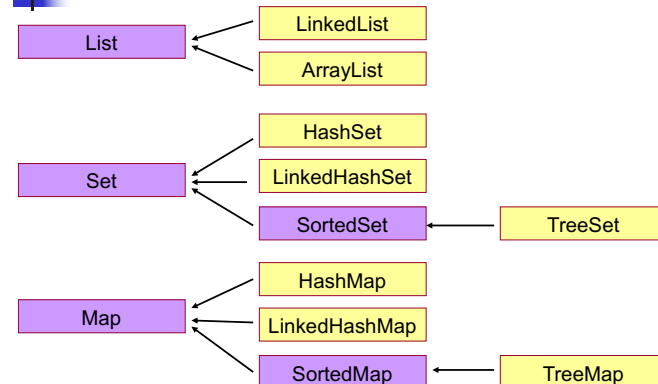 List
LinkedList
ArrayList
Set
HashSet
LinkedHashSet
SortedSet
TreeSet
Map
HashMap
LinkedHashMap
SortedMap
TreeMap